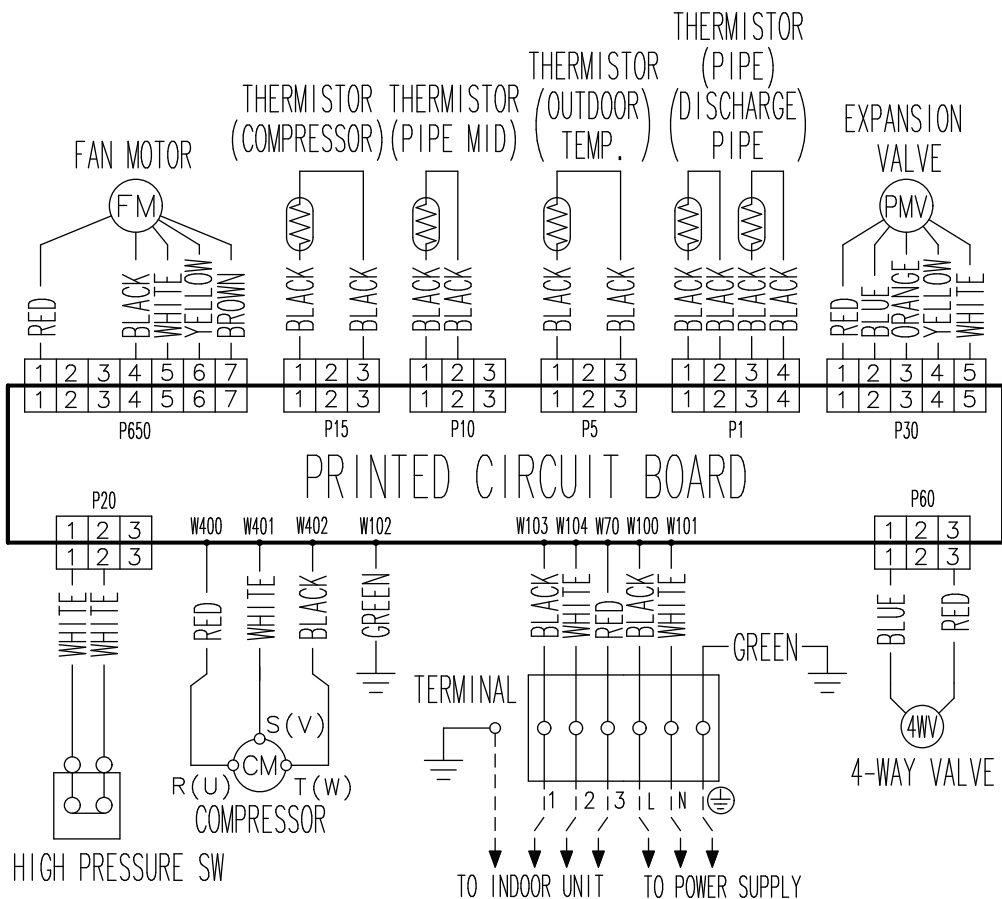 THERMISTOR
(PIPE)
(DISCHARGE)
PIPE
THERMISTOR
(OUTDOOR)
TEMP.
THERMISTOR
(COMPRESSOR)
THERMISTOR
(PIPE MID)
EXPANSION
VALVE
FAN MOTOR
FM
PMV
RED
BLACK
WHITE
YELLOW
BROWN
BLACK
BLACK
BLACK
BLACK
BLACK
BLACK
BLACK
BLACK
BLACK
BLACK
RED
BLUE
ORANGE
YELLOW
WHITE
1 2 3 4 5 6 7
1 2 3
1 2 3
1 2 3
1 2 3 4
1 2 3 4 5
1 2 3 4 5 6 7
1 2 3
1 2 3
1 2 3
1 2 3 4
1 2 3 4 5
P650
P15
P10
P5
P1
P30
PRINTED CIRCUIT BOARD
P20
P60
1 2 3
W400
W401
W402
W102
W103
W104
W70
W100
W101
1 2 3
1 2 3
1 2 3
WHITE
WHITE
RED
WHITE
BLACK
GREEN
BLACK
WHITE
RED
BLACK
WHITE
BLUE
RED
GREEN
TERMINAL
S(V)
4WV
CM
R(U)
T(W)
4-WAY VALVE
1 2 3 L N
COMPRESSOR
HIGH PRESSURE SW
TO INDOOR UNIT
TO POWER SUPPLY